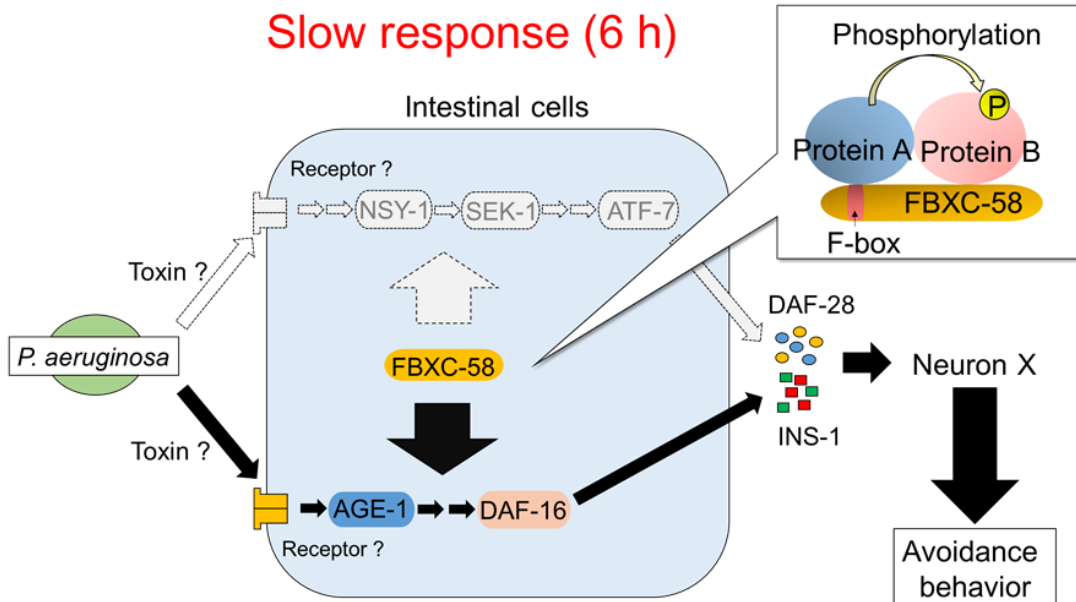 Slow response (6 h)
Phosphorylation
P
Protein A
Protein B
FBXC-58
F-box
Intestinal cells
Receptor ?
NSY-1
SEK-1
ATF-7
Toxin ?
P. aeruginosa
FBXC-58
DAF-28
INS-1
Neuron X
Toxin ?
AGE-1
DAF-16
Receptor ?
Avoidance
behavior